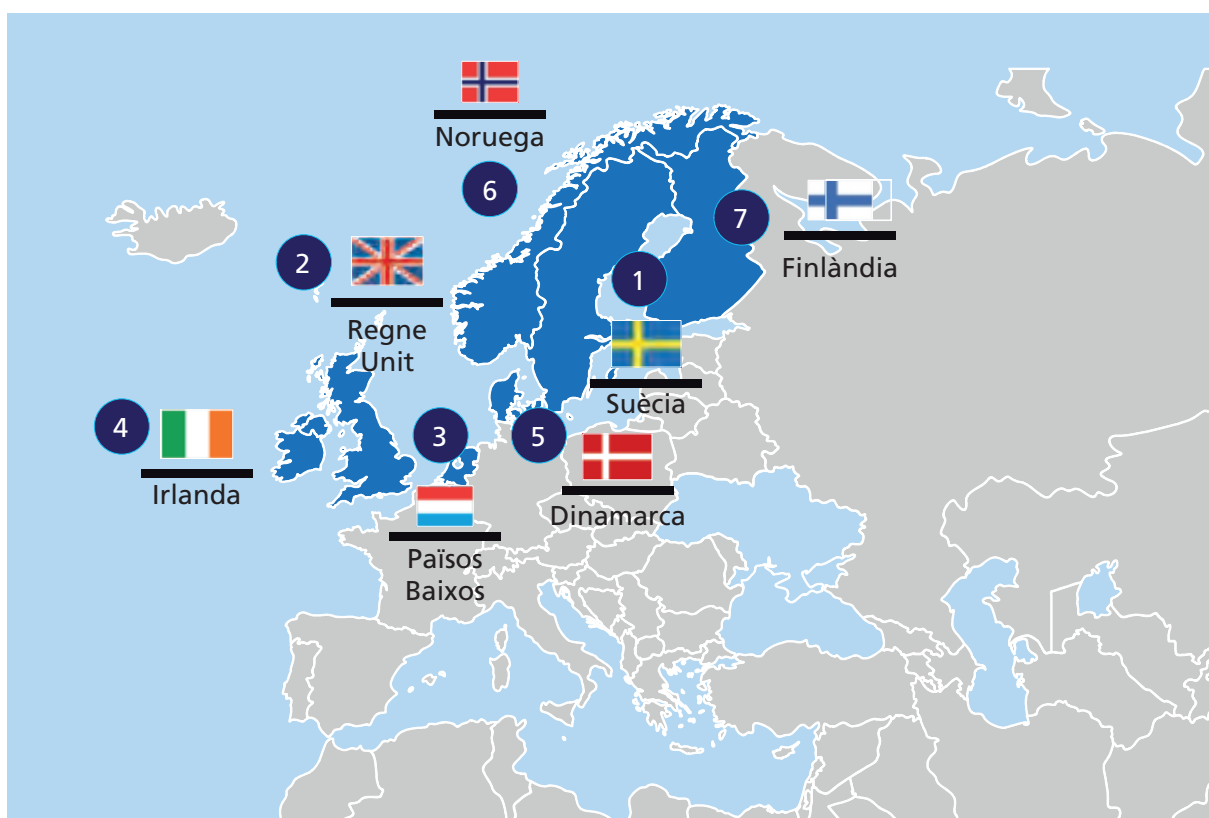 Noruega
6
7
Finlàndia
2
Regne
Unit
1
Suècia
4
Irlanda
3
5
Dinamarca
Països
Baixos